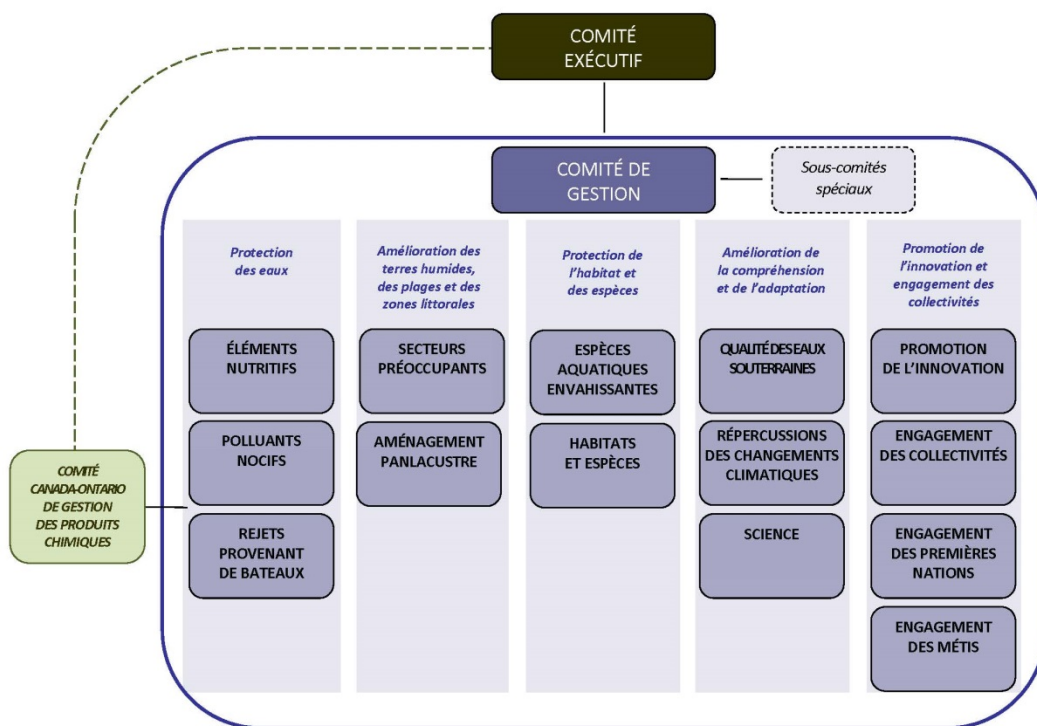 COMITÉ
EXÉCUTIF
COMITÉ DE
GESTION
Sous-comités
spéciaux
Protection
des eaux
Amélioration des
terres humides,
des plages et des
zones littorales
Protection de
l'habitat et
des espèces
Amélioration de
la compréhension
et de l'adaptation
Promotion de
l'innovation et
engagement des
collectivités
ÉLÉMENTS
NUTRITIFS
SECTEURS
PRÉOCCUPANTS
ESPÈCES
AQUATIQUES
ENVAHISSANTES
QUALITÉ DES EAUX
SOUTERRAINES
PROMOTION
DE L'INNOVATION
POLLUANTS
NOCIFS
AMÉNAGEMENT
PANLACUSTRE
HABITATS
ET ESPÈCES
RÉPERCUSSIONS
DES CHANGEMENTS
CLIMATIQUES
ENGAGEMENT
DES COLLECTIVITÉS
COMITÉ
CANADA-ONTARIO
DE GESTION
DES PRODUITS
CHIMIQUES
REJETS
PROVENANT
DE BATEAUX
SCIENCE
ENGAGEMENT
DES PREMIÈRES
NATIONS
ENGAGEMENT
DES MÉTIS